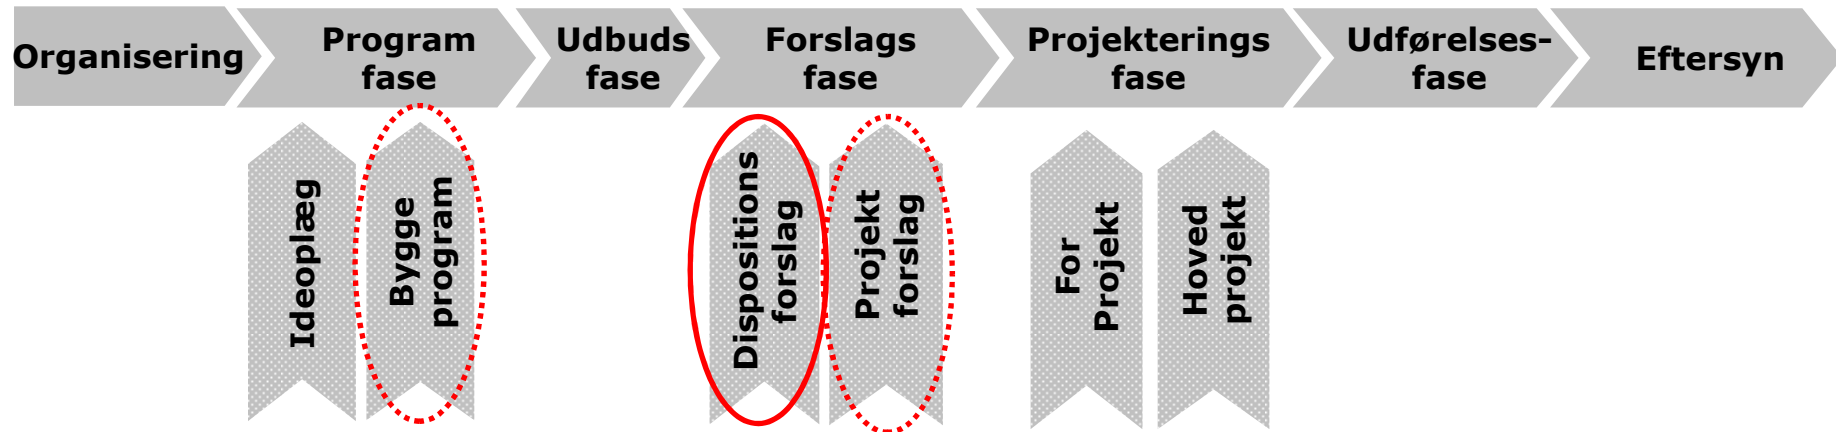 Organisering
Program
fase
Udbuds
fase
Forslags
fase
Projekterings
fase
Udførelses-
fase
Eftersyn
Ideoplæg
Bygge
program
Dispositions
forslag
Projekt
forslag
For
Projekt
Hoved
projekt